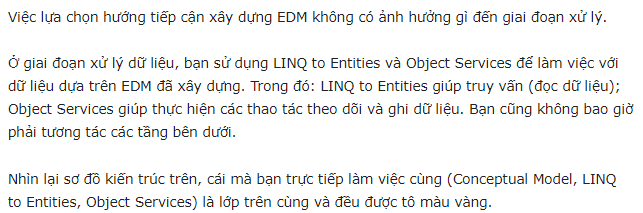 Việc lựa chọn hướng tiếp cận xây dựng EDM không có ảnh hưởng gì đến giai đoạn xử lý.
Ở giai đoạn xử lý dữ liệu, bạn sử dụng LINQ to Entities và Object Services để làm việc với
dữ liệu dựa trên EDM đã xây dựng. Trong đó: LINQ to Entities giúp truy vấn (đọc dữ liệu);
Object Services giúp thực hiện các thao tác theo dõi và ghi dữ liệu. Bạn cũng không bao giờ
phải tương tác các tầng bên dưới.
Nhìn lại sơ đồ kiến trúc trên, cái mà bạn trực tiếp làm việc cùng (Conceptual Model, LINQ
to Entities, Object Services) là lớp trên cùng và đều được tô màu vàng.